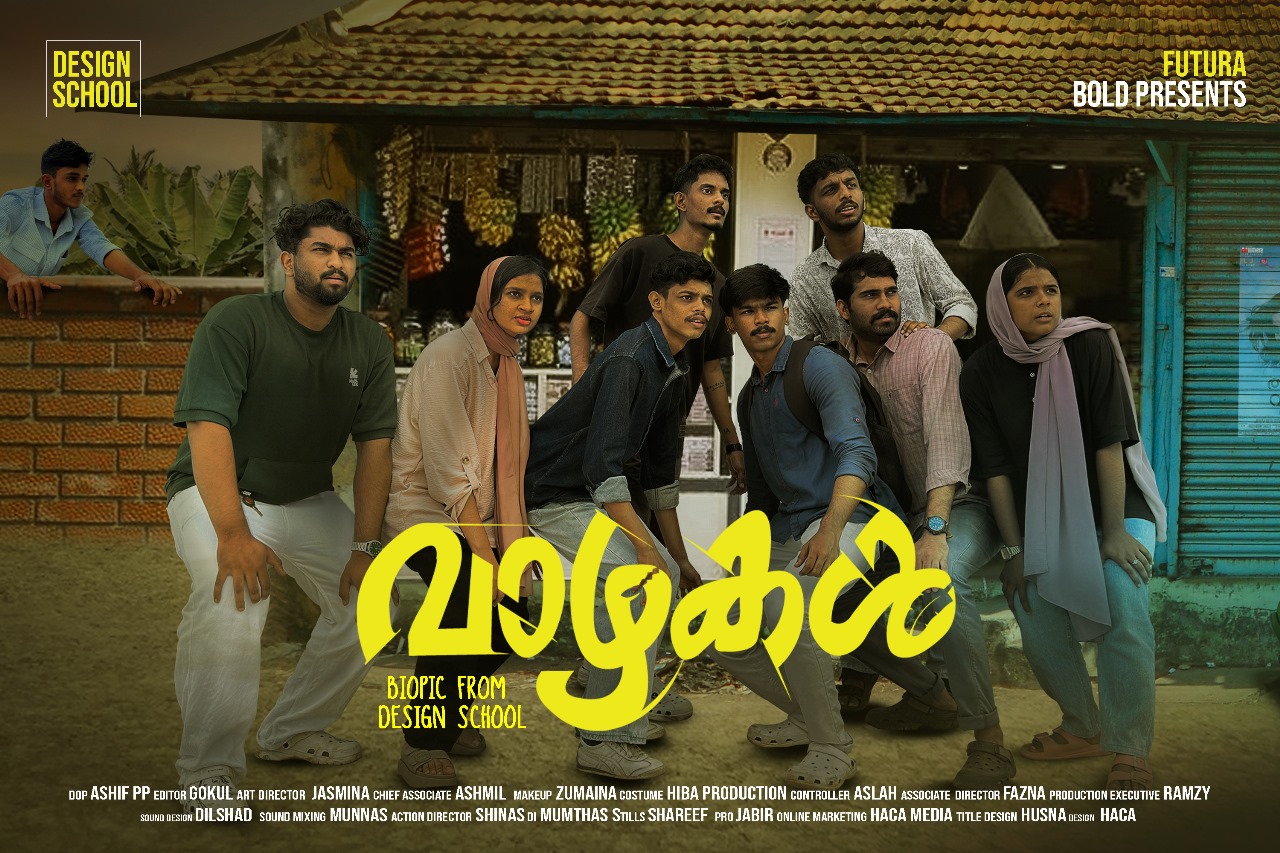 DESIGN
SCHOOL
FUTURA
BOLD PRESENTS
വാഴകൾ
BIOPIC FROM
DESIGN SCHOOL
DOP ASHIF PP EDITOR GOKUL ART DIRECTOR JASMINA CHIEF ASSOCIATE ASHMIL MAKEUP ZUMAINA COSTUME HIBA PRODUCTION CONTROLLER ASLAH ASSOCIATE DIRECTOR FAZNA PRODUCTION EXECUTIVE RAMZY
SOUND DESIGN DILSHAD SOUND MIXING MUNNAS ACTION DIRECTOR SHINAS DI MUMTHAS STILLS SHAREEF PRO JABIR ONLINE MARKETING HACA MEDIA TITLE DESIGN HUSNA DESIGN HACA